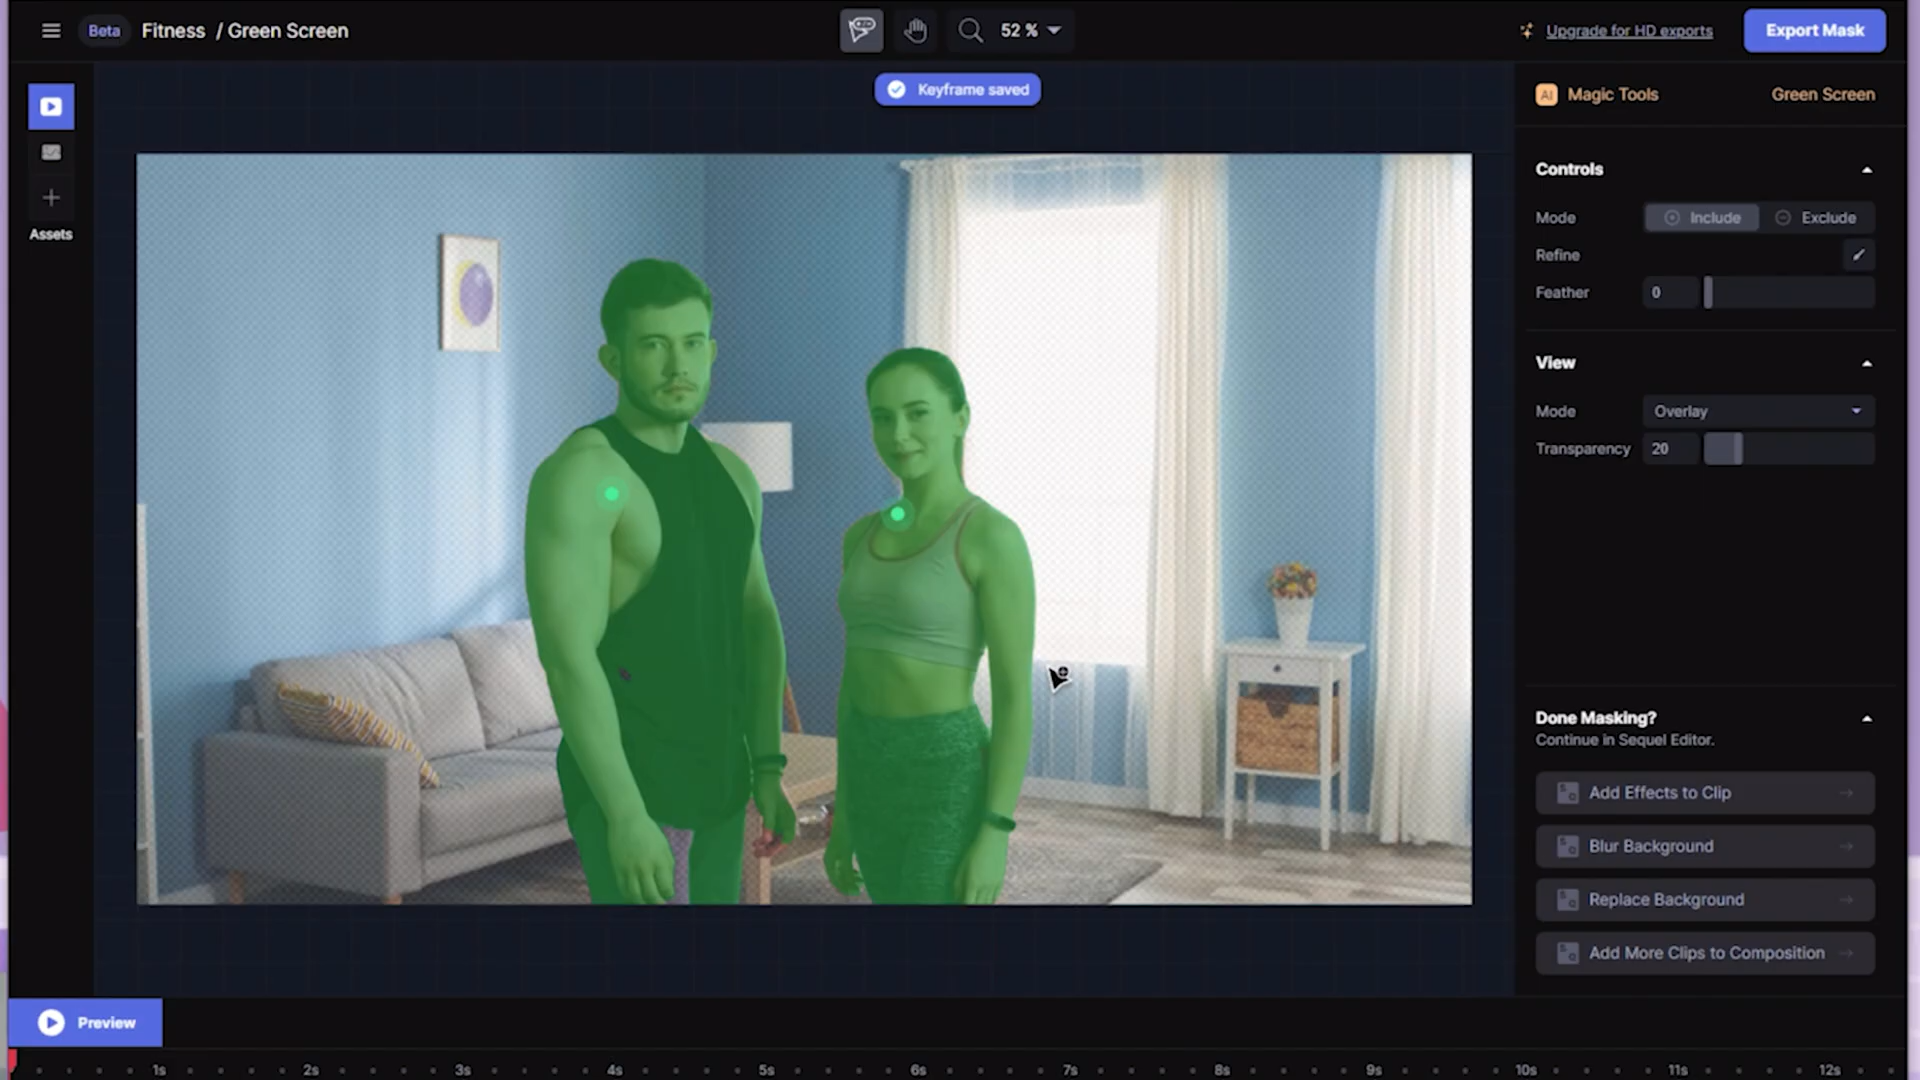 Beta
Fitness / Green Screen
52 %
Upgrade for HD exports
Export Mask
Keyframe saved
AI Magic Tools
Green Screen
Assets
Controls
Mode
Include
Exclude
Refine
Feather
0
View
Mode
Overlay
Transparency
20
Done Masking?
Continue in Sequel Editor.
Add Effects to Clip
Blur Background
Replace Background
Add More Clips to Composition
Preview
1s 2s 3s 4s 5s 6s 7s 8s 9s 10s 11s 12s